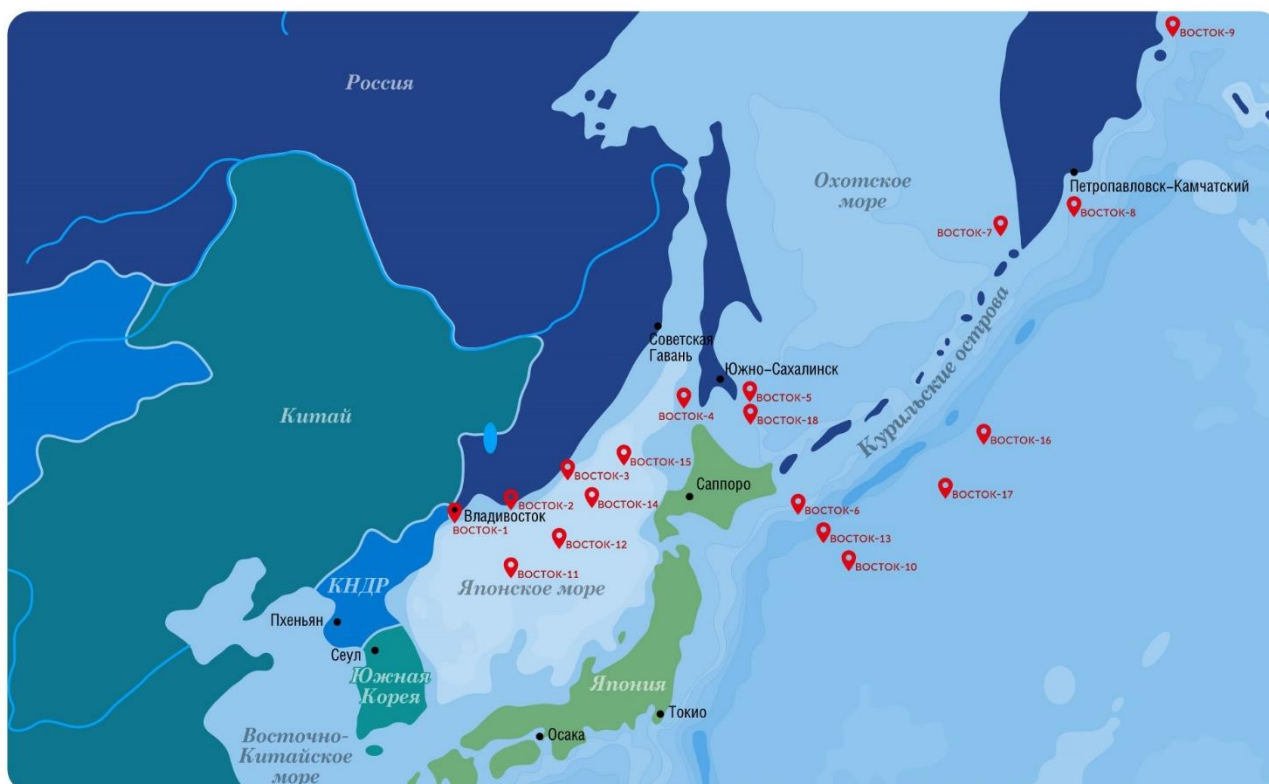 ВОСТОК-9
Россия
Охотское
море
Петропавловск-Камчатский
ВОСТОК-8
ВОСТОК-7
Курильские острова
Советская
Гавань
Южно-Сахалинск
ВОСТОК-5
ВОСТОК-4
ВОСТОК-18
Китай
ВОСТОК-16
ВОСТОК-15
ВОСТОК-3
Саппоро
ВОСТОК-17
ВОСТОК-2
ВОСТОК-14
ВОСТОК-6
Владивосток
ВОСТОК-1
ВОСТОК-12
ВОСТОК-13
ВОСТОК-10
ВОСТОК-11
КНДР
Японское море
Пхеньян
Сеул
Южная
Корея
Япония
Токио
Осака
Восточно-
Китайское
море